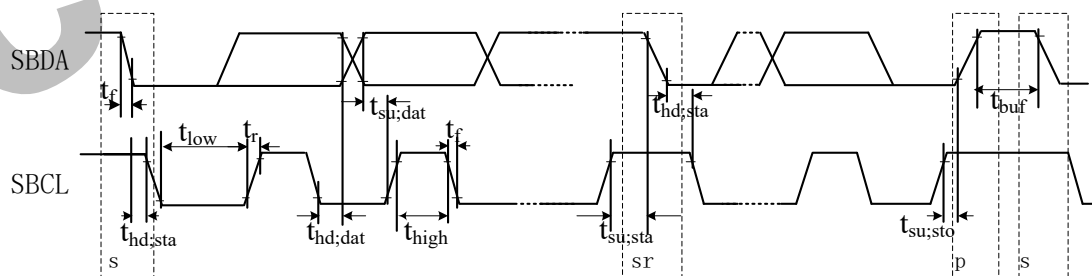 SBDA
t_f
t_su;dat
t_hd;sta
t_buf
t_low
t_r
t_f
SBCL
t_hd;sta
t_hd;dat
t_high
t_su;sta
t_su;sto
s
sr
p
s